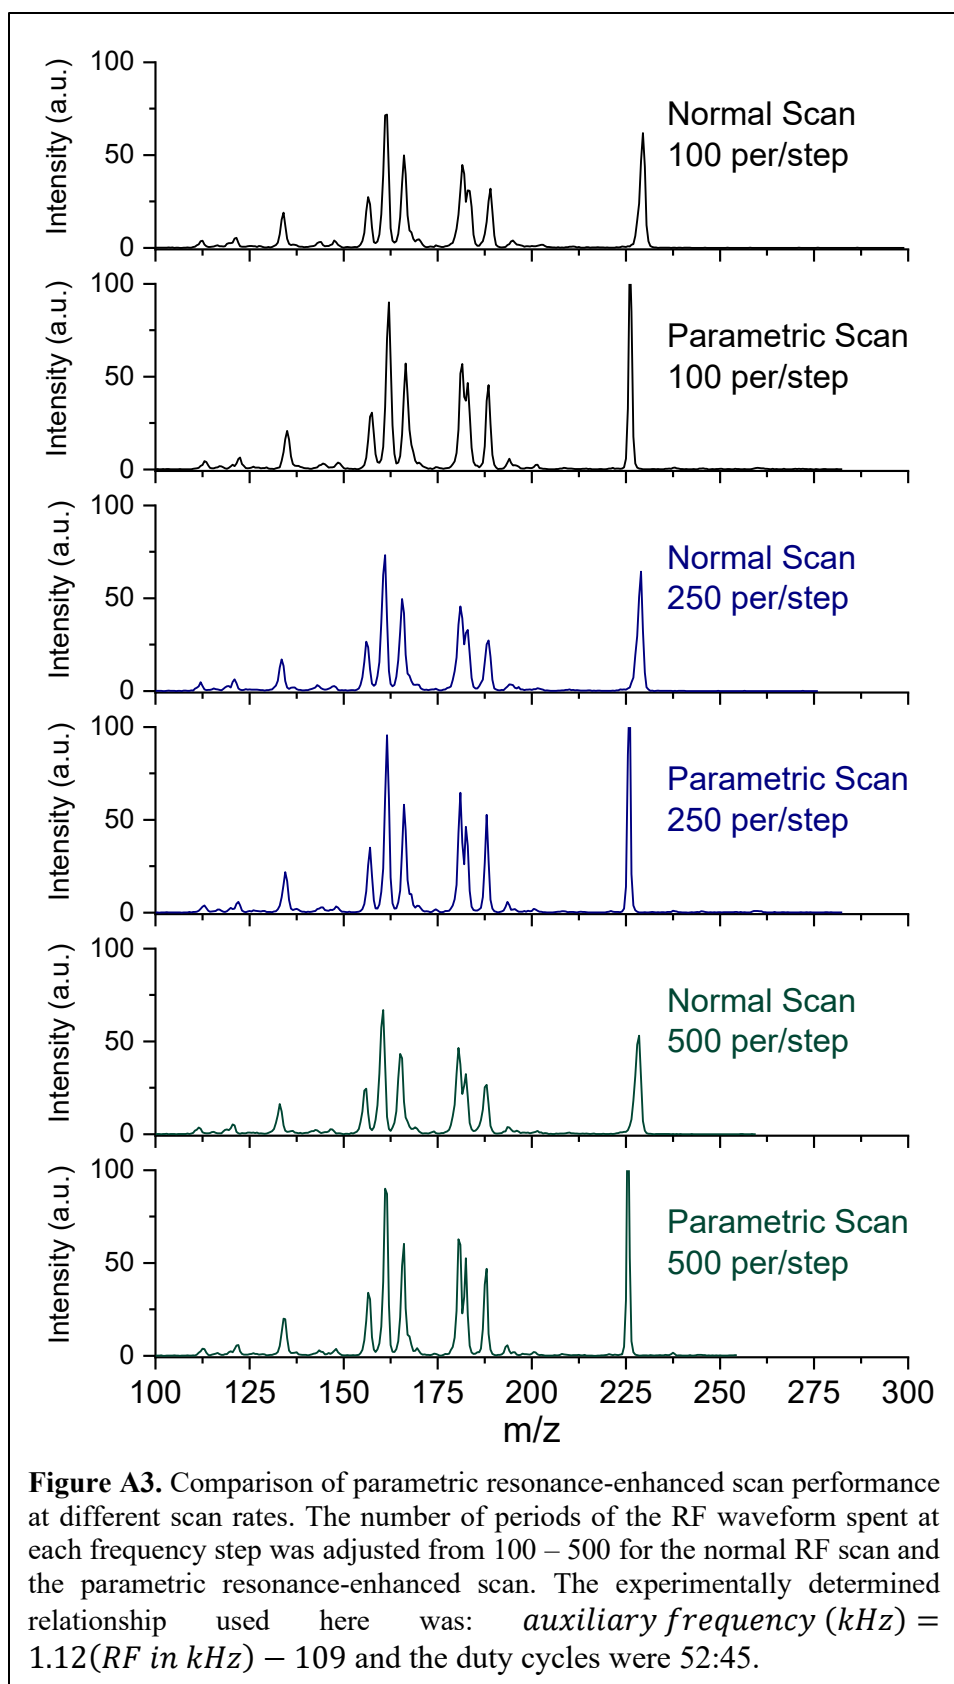 100
50
0
Intensity (a.u.)
Normal Scan
100 per/step
100
50
0
Intensity (a.u.)
Parametric Scan
100 per/step
100
50
0
Intensity (a.u.)
Normal Scan
250 per/step
100
50
0
Intensity (a.u.)
Parametric Scan
250 per/step
100
50
0
Intensity (a.u.)
Normal Scan
500 per/step
100
50
0
Intensity (a.u.)
Parametric Scan
500 per/step
100 125 150 175 200 225 250 275 300
m/z
Figure A3. Comparison of parametric resonance-enhanced scan performance
at different scan rates. The number of periods of the RF waveform spent at
each frequency step was adjusted from 100 – 500 for the normal RF scan and
the parametric resonance-enhanced scan. The experimentally determined
relationship used here was: auxiliary frequency (kHz) =
1.12(RF in kHz) − 109 and the duty cycles were 52:45.